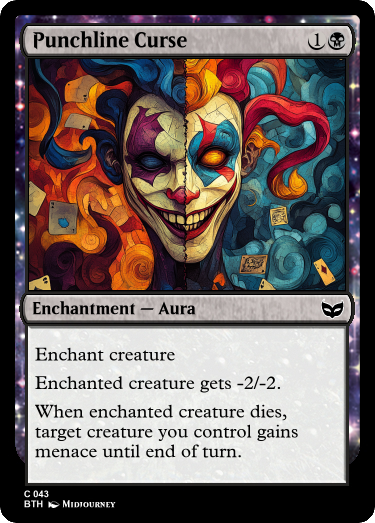 Punchline Curse 1
Enchantment — Aura
Enchant creature
Enchanted creature gets -2/-2.
When enchanted creature dies,
target creature you control gains
menace until end of turn.
C 043
BTH Midjourney